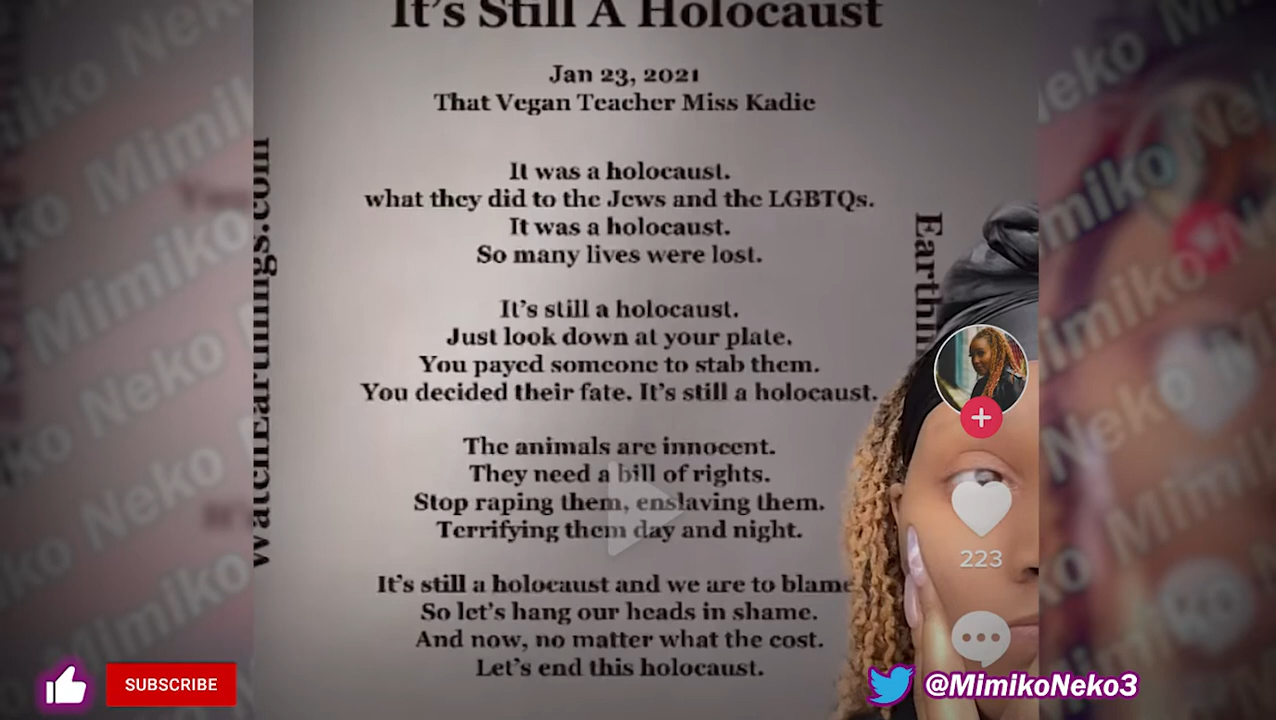 It's Still A Holocaust
Jan 23, 2021
That Vegan Teacher Miss Kadie
It was a holocaust.
what they did to the Jews and the LGBTQs.
It was a holocaust.
So many lives were lost.
It's still a holocaust.
Just look down at your plate.
You payed someone to stab them.
You decided their fate. It's still a holocaust.
The animals are innocent.
They need a bill of rights.
Stop raping them, enslaving them.
Terrifying them day and night.
It's still a holocaust and we are to blame
So let's hang our heads in shame.
And now, no matter what the cost.
Let's end this holocaust.
WatchEarthlings.com
223
SUBSCRIBE
@MimikoNeko3
Mimiko Neko